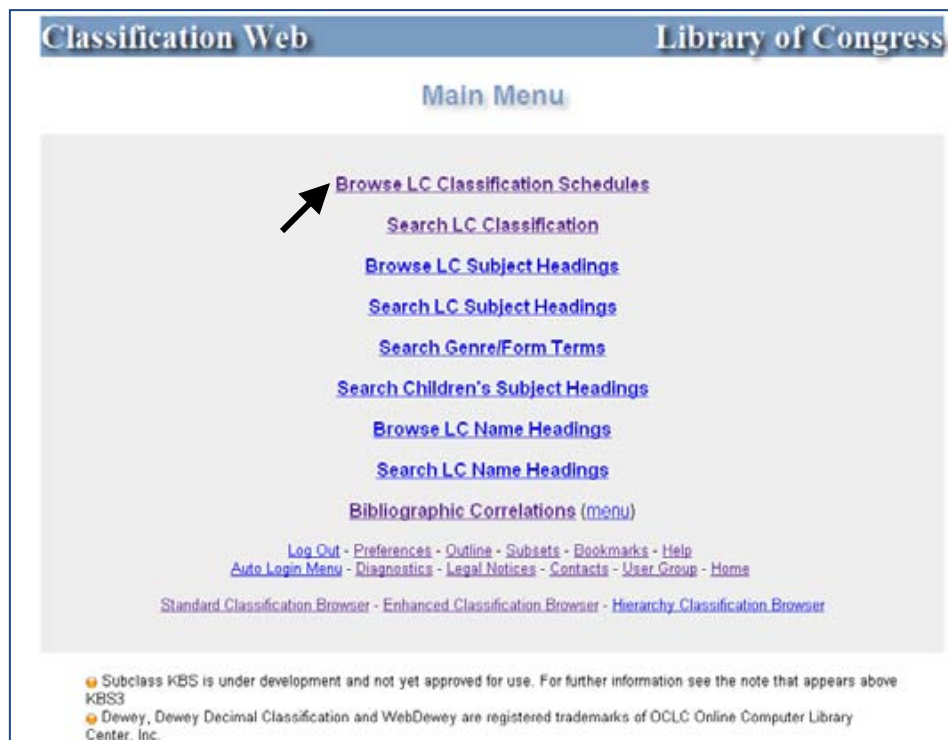 Classification Web Library of Congress
Main Menu
Browse LC Classification Schedules
Search LC Classification
Browse LC Subject Headings
Search LC Subject Headings
Search Genre/Form Terms
Search Children's Subject Headings
Browse LC Name Headings
Search LC Name Headings
Bibliographic Correlations (menu)
Log Out - Preferences - Outline - Subsets - Bookmarks - Help
Auto Login Menu - Diagnostics - Legal Notices - Contacts - User Group - Home
Standard Classification Browser - Enhanced Classification Browser - Hierarchy Classification Browser
Subclass KBS is under development and not yet approved for use. For further information see the note that appears above
KBS3
Dewey, Dewey Decimal Classification and WebDewey are registered trademarks of OCLC Online Computer Library
Center, Inc.